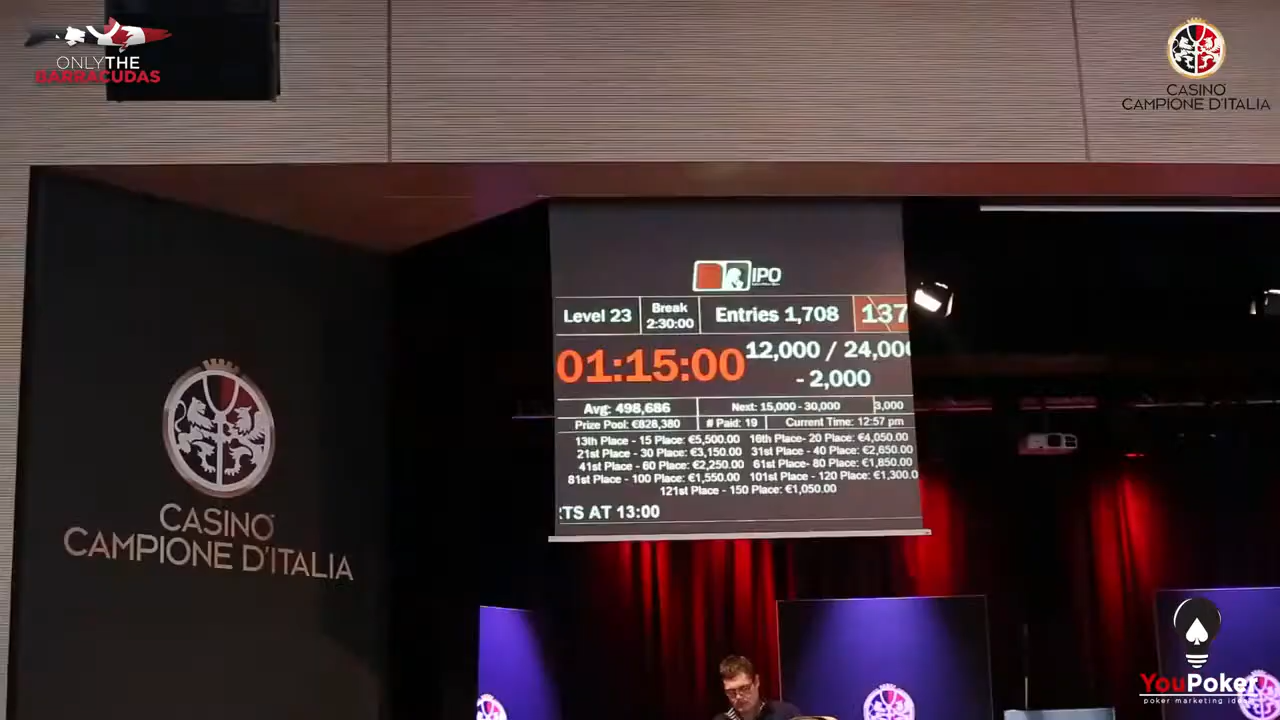 ONLYTHE
BARRACUDAS
CASINÒ
CAMPIONE D'ITALIA
IPO
Level 23
Break
2:30:00
Entries 1,708
137
01:15:00
12,000 / 24,000
- 2,000
Avg: 498,686
Next: 15,000 - 30,000
3,000
Prize Pool: €828,380
# Paid: 19
Current Time: 12:57 pm
13th Place - 15 Place: €5,500.00 16th Place- 20 Place: €4,050.00
21st Place - 30 Place: €3,150.00 31st Place - 40 Place: €2,650.00
41st Place - 60 Place: €2,250.00 61st Place- 80 Place: €1,850.00
81st Place - 100 Place: €1,550.00 101st Place - 120 Place: €1,300.0
121st Place - 150 Place: €1,050.00
TS AT 13:00
CASINÒ
CAMPIONE D'ITALIA
YouPoker
poker marketing ideas